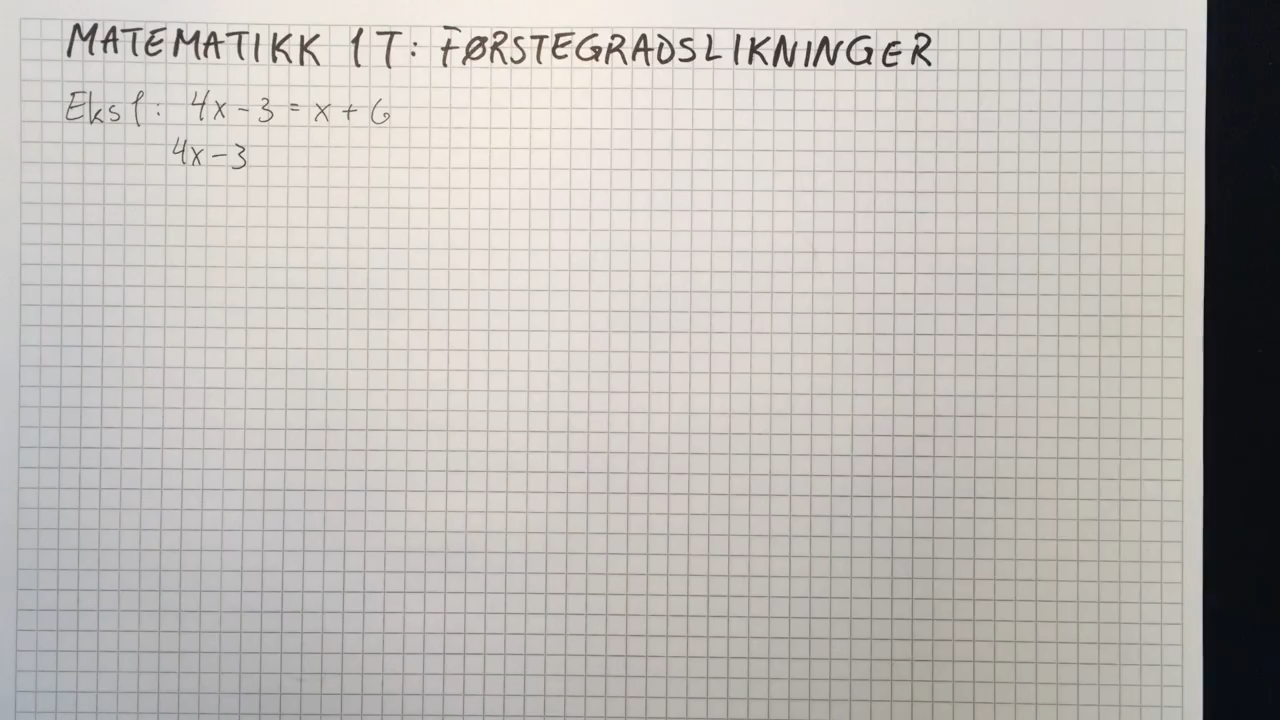 MATEMATIKK 1T: FØRSTEGRADSLIKNINGER
Eks 1: 4x - 3 = x + 6
4x - 3